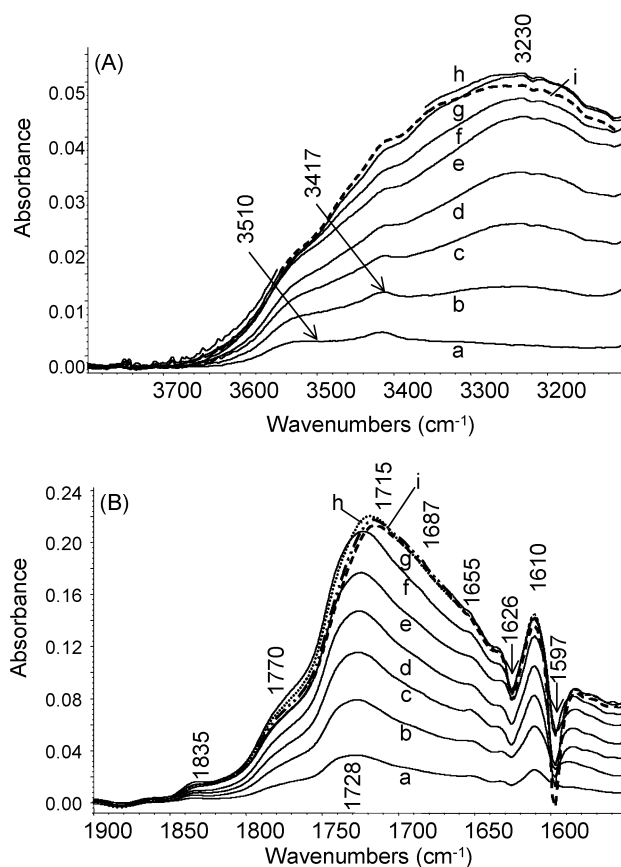 (A)
3230
h
i
0.05
g
f
0.04
e
3417
3510
0.03
d
0.02
c
b
0.01
a
0.00
Absorbance
3700 3600 3500 3400 3300 3200
Wavenumbers (cm-1)
(B)
0.24
h
1715
i
1687
0.20
g
1655
1626
1610
1597
0.16
f
e
0.12
1770
d
c
0.08
b
0.04
1835
1728
a
0.00
Absorbance
1900 1850 1800 1750 1700 1650 1600
Wavenumbers (cm-1)